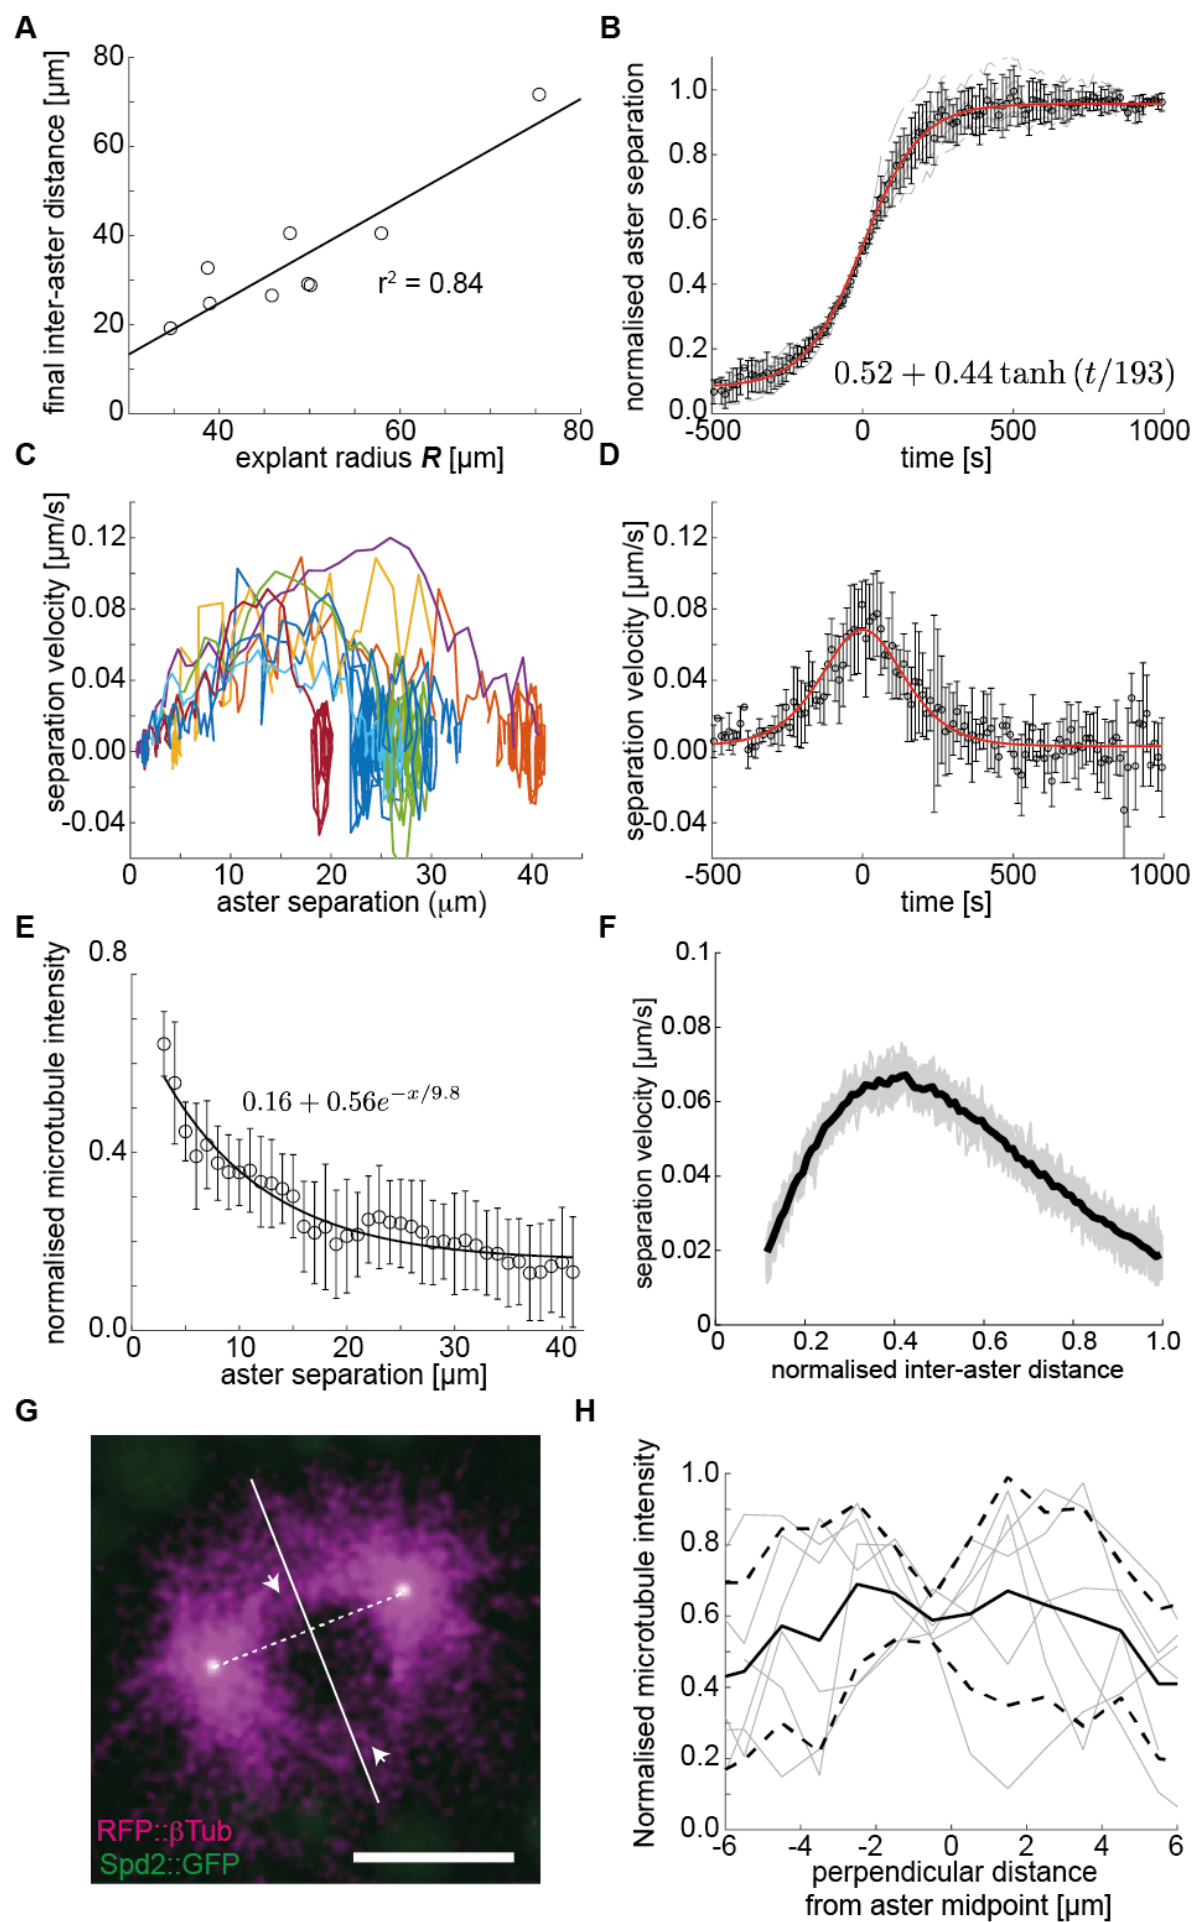 A
final inter-aster distance [µm]
80
60
40
20
0
r² = 0.84
40 60 80
explant radius R [µm]
B
normalised aster separation
1.0
0.8
0.6
0.4
0.2
0.0
0.52 + 0.44 tanh (t/193)
-500 0 500 1000
time [s]
C
separation velocity [µm/s]
0.12
0.08
0.04
0.00
-0.04
0 10 20 30 40
aster separation (µm)
D
separation velocity [µm/s]
0.12
0.08
0.04
0.00
-0.04
-500 0 500 1000
time [s]
E
normalised microtubule intensity
0.8
0.4
0.0
0.16 + 0.56e^{-x/9.8}
0 10 20 30 40
aster separation [µm]
F
separation velocity [µm/s]
0.1
0.08
0.06
0.04
0.02
0
0 0.2 0.4 0.6 0.8 1.0
normalised inter-aster distance
G
RFP::βTub
Spd2::GFP
H
Normalised microtubule intensity
1.0
0.8
0.6
0.4
0.2
0.0
-6 -4 -2 0 2 4 6
perpendicular distance
from aster midpoint [µm]